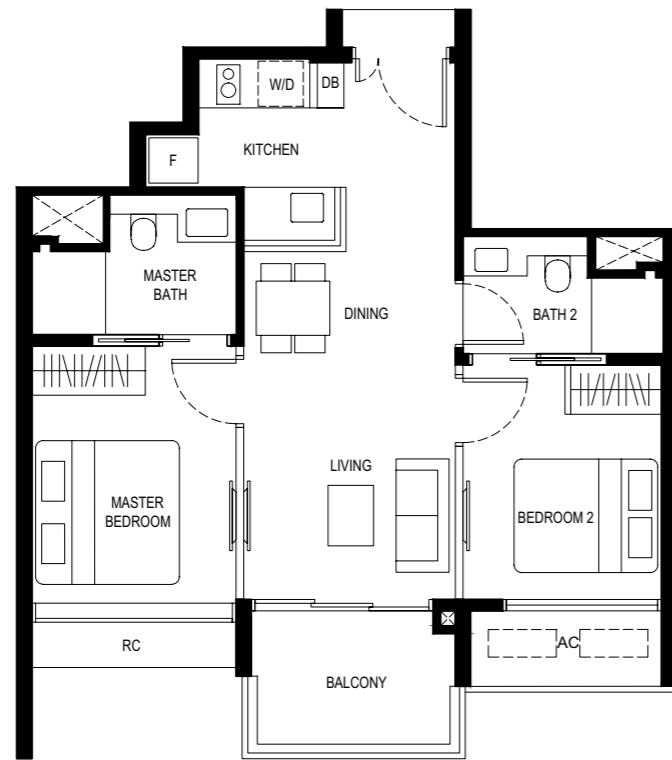 W/D
DB
F
KITCHEN
MASTER
BATH
DINING
BATH 2
LIVING
MASTER
BEDROOM
BEDROOM 2
RC
AC
BALCONY